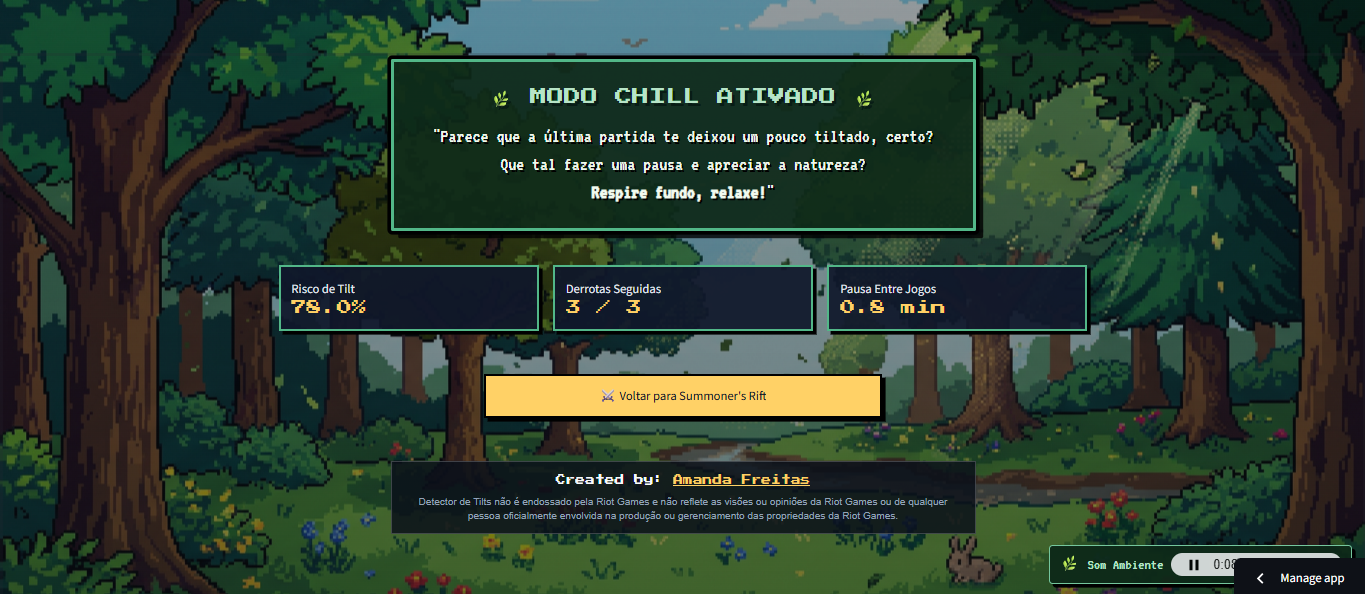 MODO CHILL ATIVADO
"Parece que a última partida te deixou um pouco tiltado, certo?
Que tal fazer uma pausa e apreciar a natureza?
Respire fundo, relaxe!"
Risco de Tilt
78.0%
Derrotas Seguidas
3 / 3
Pausa Entre Jogos
0.8 min
Voltar para Summoner's Rift
Created by: Amanda Freitas
Detector de Tilts não é endossado pela Riot Games e não reflete as visões ou opiniões da Riot Games ou de qualquer
pessoa oficialmente envolvida na produção ou gerenciamento das propriedades da Riot Games.
Som Ambiente
Manage app